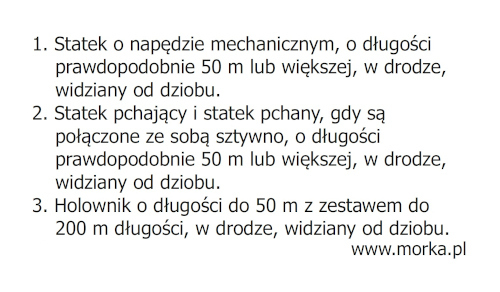 1. Statek o napędzie mechanicznym, o długości
prawdopodobnie 50 m lub większej, w drodze,
widziany od dziobu.
2. Statek pchający i statek pchany, gdy są
połączone ze sobą sztywno, o długości
prawdopodobnie 50 m lub większej, w drodze,
widziany od dziobu.
3. Holownik o długości do 50 m z zestawem do
200 m długości, w drodze, widziany od dziobu.
www.morka.pl